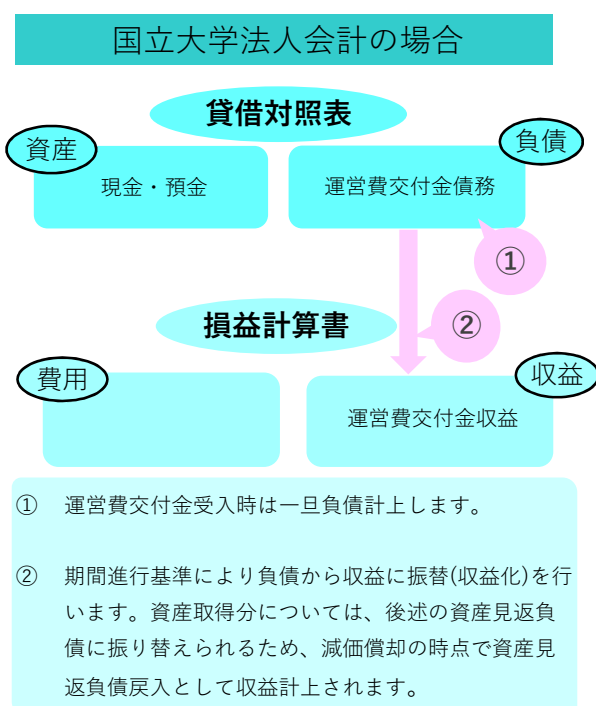 国立大学法人会計の場合
貸借対照表
資産
負債
現金・預金
運営費交付金債務
①
②
損益計算書
費用
収益
運営費交付金収益
① 運営費交付金受入時は一旦負債計上します。
② 期間進行基準により負債から収益に振替(収益化)を行
います。資産取得分については、後述の資産見返負
債に振り替えられるため、減価償却の時点で資産見
返負債戻入として収益計上されます。